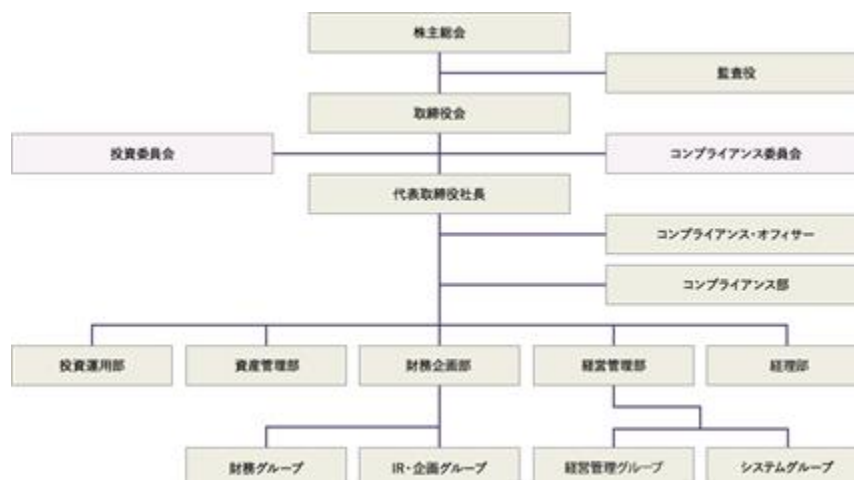 株主総会
監査役
取締役会
投資委員会
コンプライアンス委員会
代表取締役社長
コンプライアンス・オフィサー
コンプライアンス部
投資運用部
資産管理部
財務企画部
経営管理部
経理部
財務グループ
IR・企画グループ
経営管理グループ
システムグループ